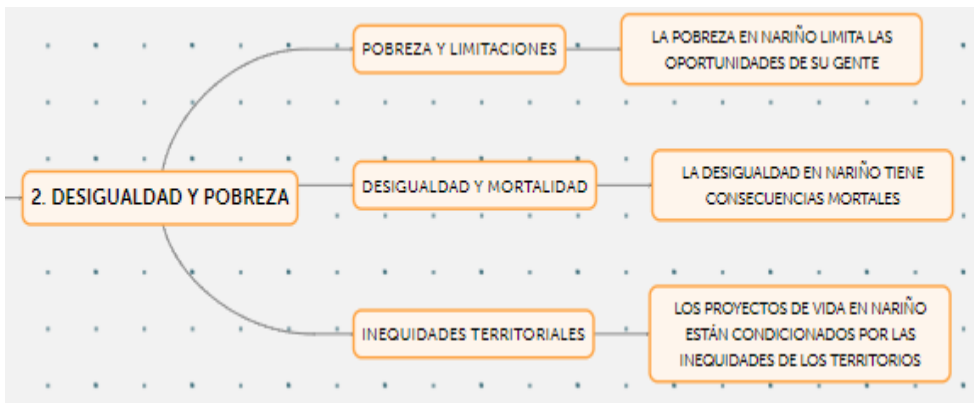 2. DESIGUALDAD Y POBREZA
POBREZA Y LIMITACIONES
LA POBREZA EN NARIÑO LIMITA LAS
OPORTUNIDADES DE SU GENTE
DESIGUALDAD Y MORTALIDAD
LA DESIGUALDAD EN NARIÑO TIENE
CONSECUENCIAS MORTALES
INEQUIDADES TERRITORIALES
LOS PROYECTOS DE VIDA EN NARIÑO
ESTÁN CONDICIONADOS POR LAS
INEQUIDADES DE LOS TERRITORIOS